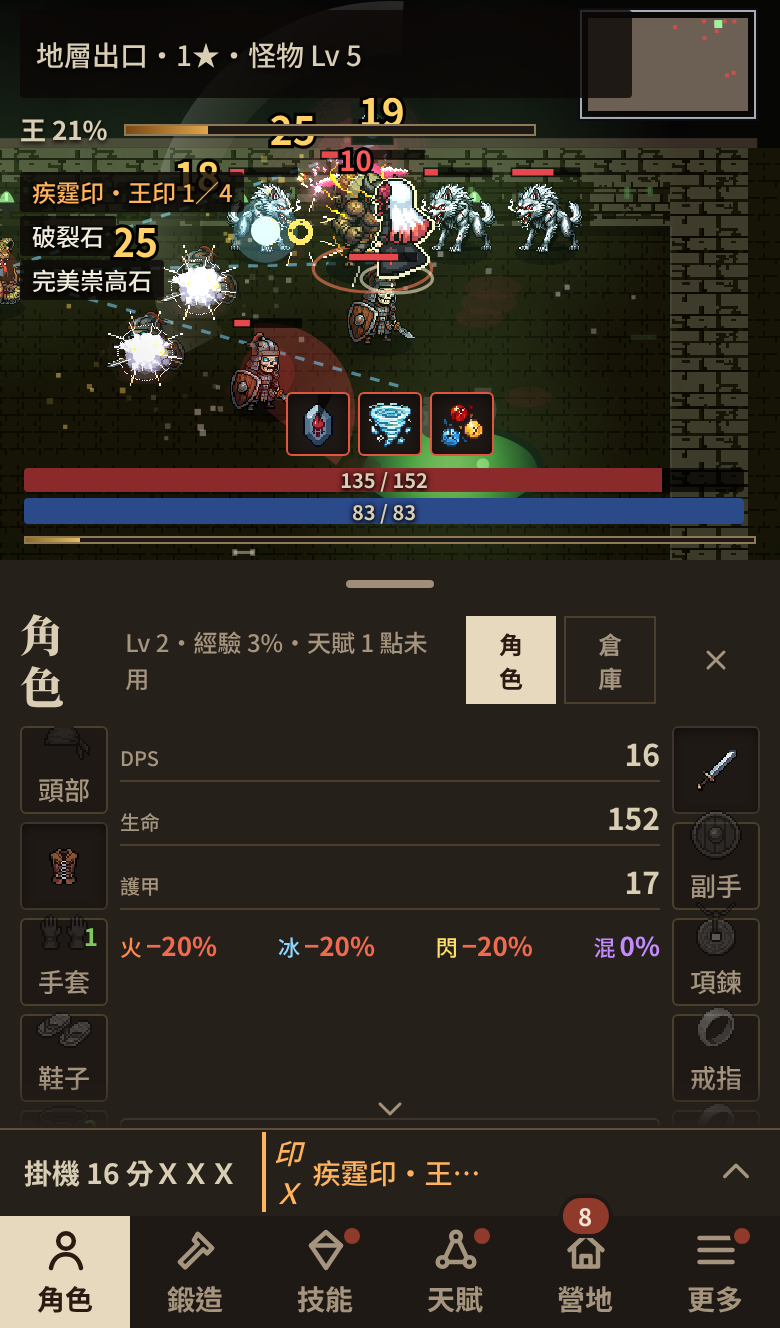 地層出口・1★・怪物 Lv 5
王 21%
19
25
-10
18
疾霆印・王印 1／4
破裂石
25
完美崇高石
135 / 152
83 / 83
角色
Lv 2・經驗 3%・天賦 1 點未用
角色
倉庫
×
頭部
DPS
16
生命
152
副手
護甲
17
手套
1
火 −20%
冰 −20%
閃 −20%
混 0%
項鍊
鞋子
戒指
掛機 16 分ＸＸＸ
印
X
疾霆印・王⋯
8
角色
鍛造
技能
天賦
營地
更多